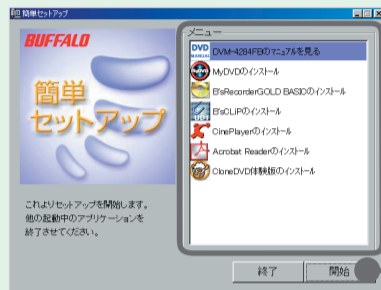 簡単セットアップ
BUFFALO
簡単
セットアップ
これよりセットアップを開始します。
他の起動中のアプリケーションを
終了させてください。
メニュー
DVD MANUAL DVM-4284FBのマニュアルを見る
MyDVDのインストール
B'sRecorderGOLD BASICのインストール
B'sCLiPのインストール
CinePlayerのインストール
Acrobat Readerのインストール
CloneDVD体験版のインストール
終了
開始